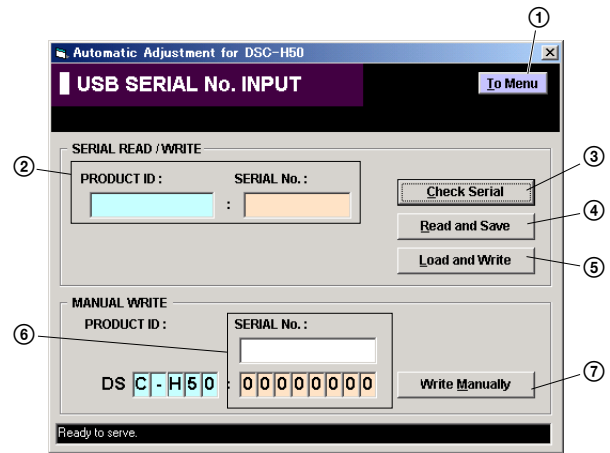 ①
Automatic Adjustment for DSC-H50
USB SERIAL No. INPUT
To Menu
SERIAL READ / WRITE
②
③
PRODUCT ID :
SERIAL No. :
Check Serial
:
④
Read and Save
⑤
Load and Write
MANUAL WRITE
PRODUCT ID :
SERIAL No. :
⑥
⑦
DS C - H 5 0 : 0 0 0 0 0 0 0 0
Write Manually
Ready to serve.